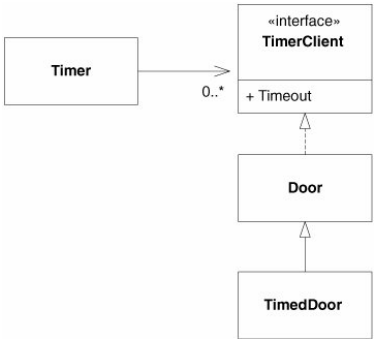 «interface»
TimerClient
Timer
0..*
+ Timeout
Door
TimedDoor